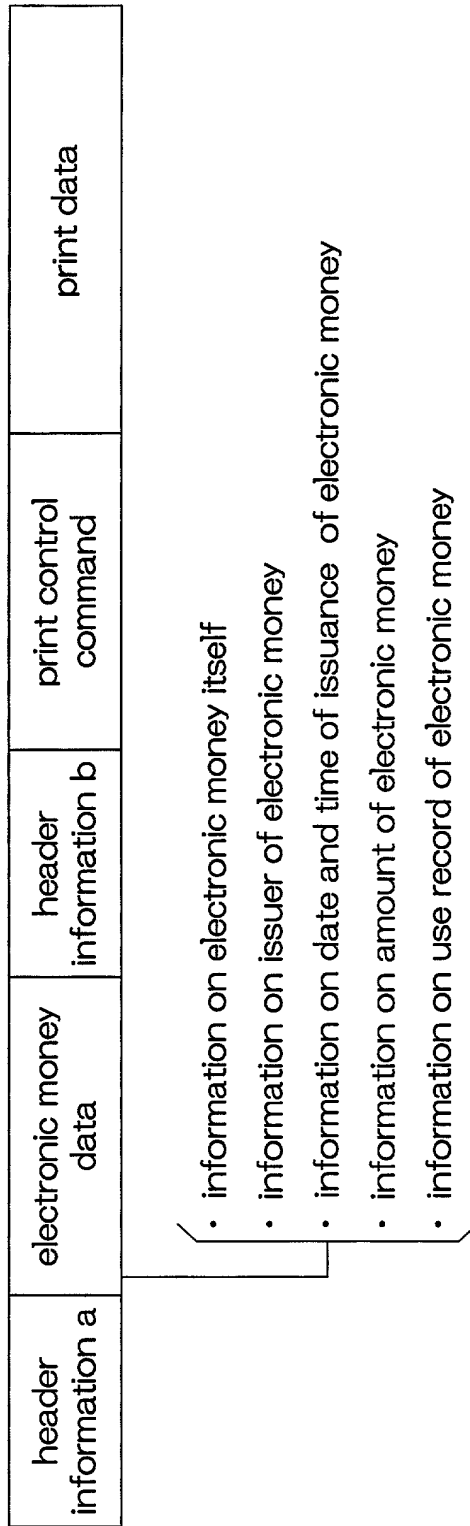 header
information a
electronic money
data
header
information b
print control
command
print data
• information on electronic money itself
• information on issuer of electronic money
• information on date and time of issuance of electronic money
• information on amount of electronic money
• information on use record of electronic money